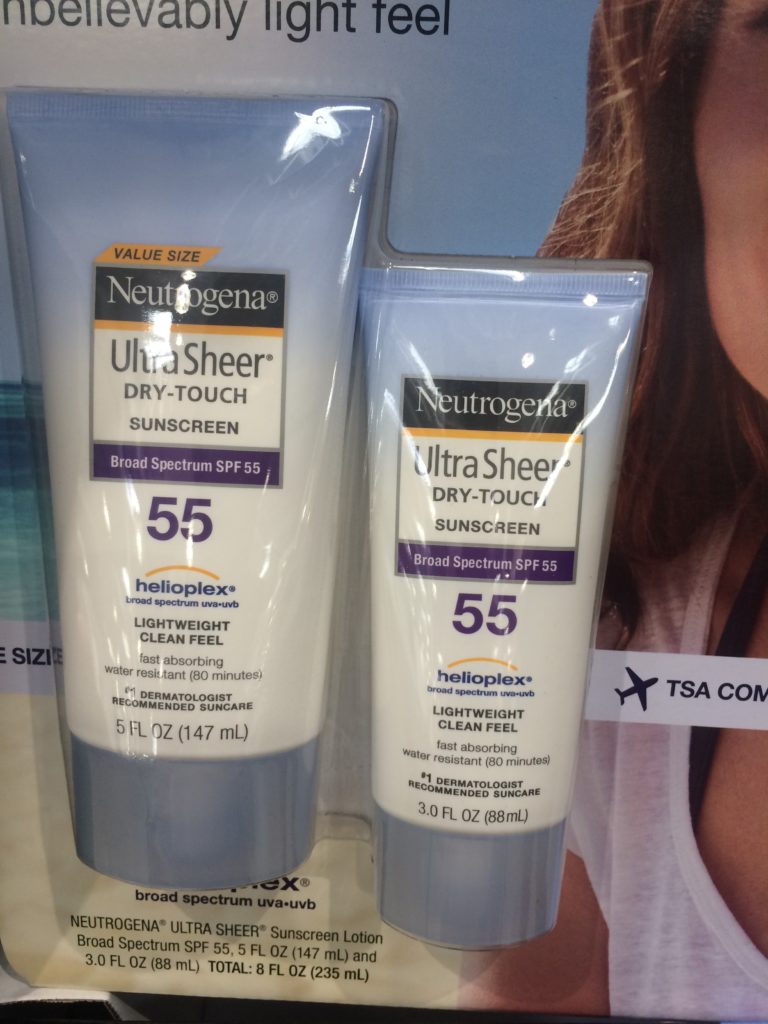 light feel
VALUE SIZE
Neutrogena®
Ultra Sheer®
DRY-TOUCH
SUNSCREEN
Broad Spectrum SPF 55
55
helioplex®
broad spectrum uva•uvb
LIGHTWEIGHT
CLEAN FEEL
fast absorbing
water resistant (80 minutes)
#1 DERMATOLOGIST
RECOMMENDED SUNCARE
5 FL OZ (147 mL)
Neutrogena®
Ultra Sheer®
DRY-TOUCH
SUNSCREEN
Broad Spectrum SPF 55
55
helioplex®
broad spectrum uva•uvb
LIGHTWEIGHT
CLEAN FEEL
fast absorbing
water resistant (80 minutes)
#1 DERMATOLOGIST
RECOMMENDED SUNCARE
3.0 FL OZ (88mL)
TSA
broad spectrum uva•uvb
NEUTROGENA® ULTRA SHEER® Sunscreen Lotion
Broad Spectrum SPF 55, 5 FL OZ (147 mL) and
3.0 FL OZ (88 mL) TOTAL: 8 FL OZ (235 mL)